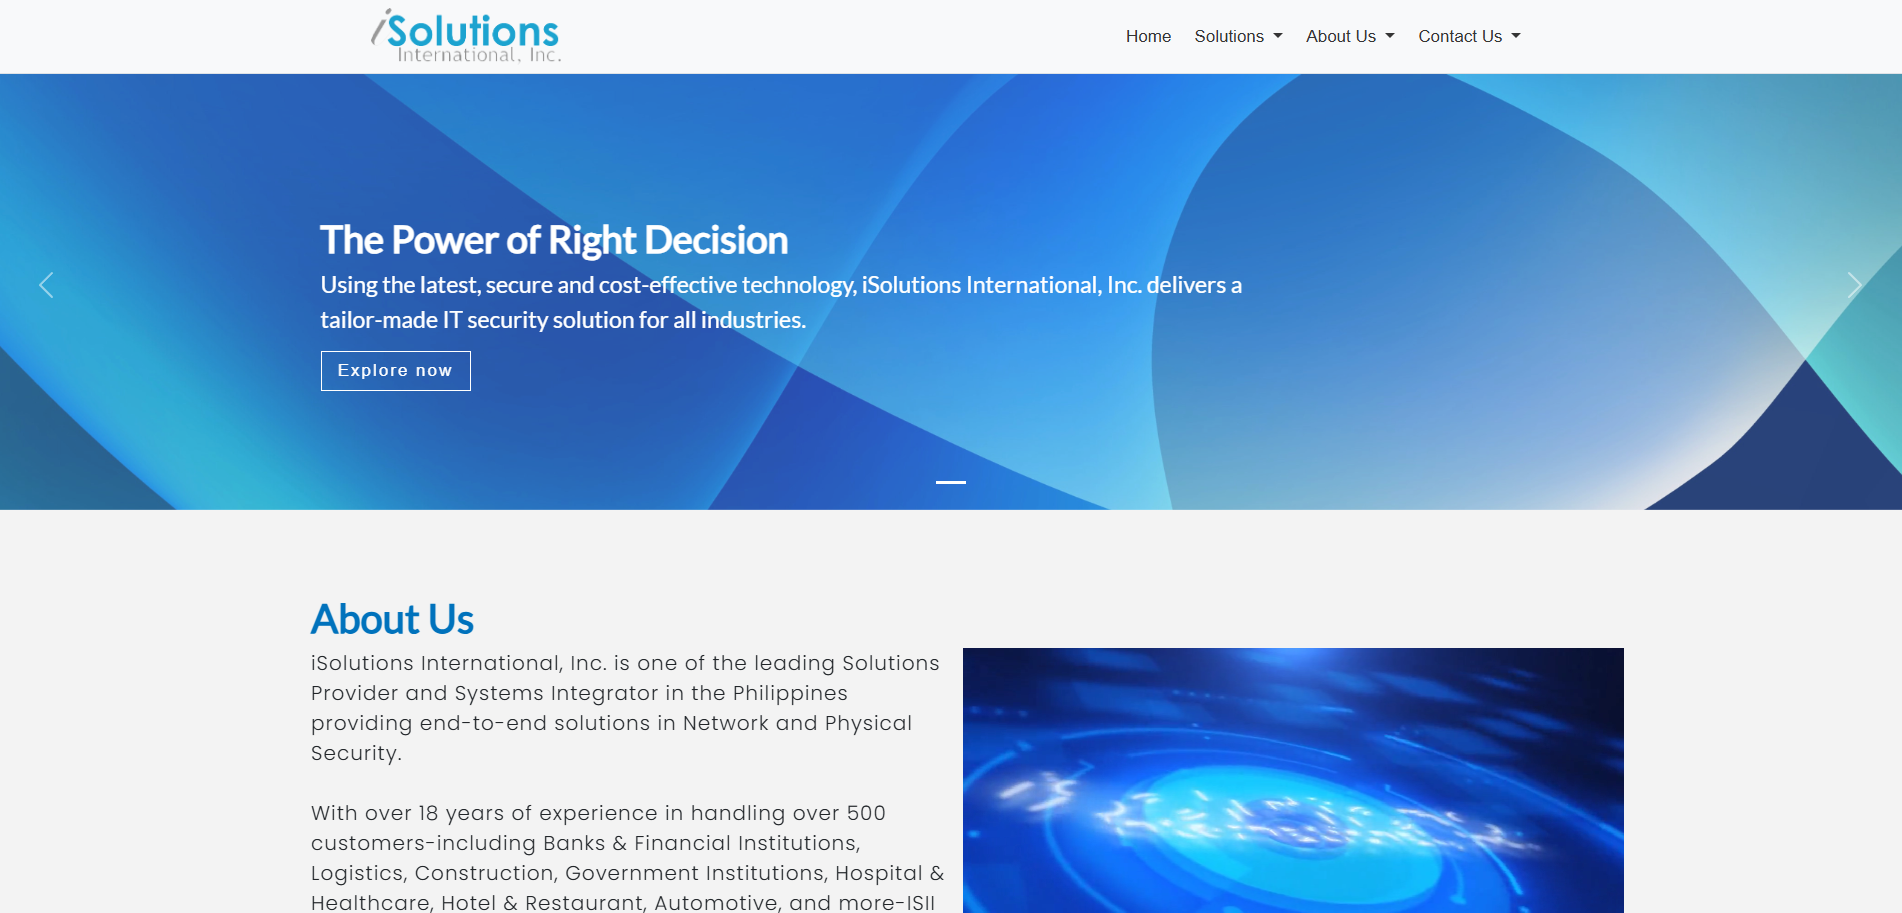 iSolutions
International, Inc.
Home Solutions About Us Contact Us
The Power of Right Decision
Using the latest, secure and cost-effective technology, iSolutions International, Inc. delivers a
tailor-made IT security solution for all industries.
Explore now
About Us
iSolutions International, Inc. is one of the leading Solutions
Provider and Systems Integrator in the Philippines
providing end-to-end solutions in Network and Physical
Security.
With over 18 years of experience in handling over 500
customers-including Banks & Financial Institutions,
Logistics, Construction, Government Institutions, Hospital &
Healthcare, Hotel & Restaurant, Automotive, and more-ISII